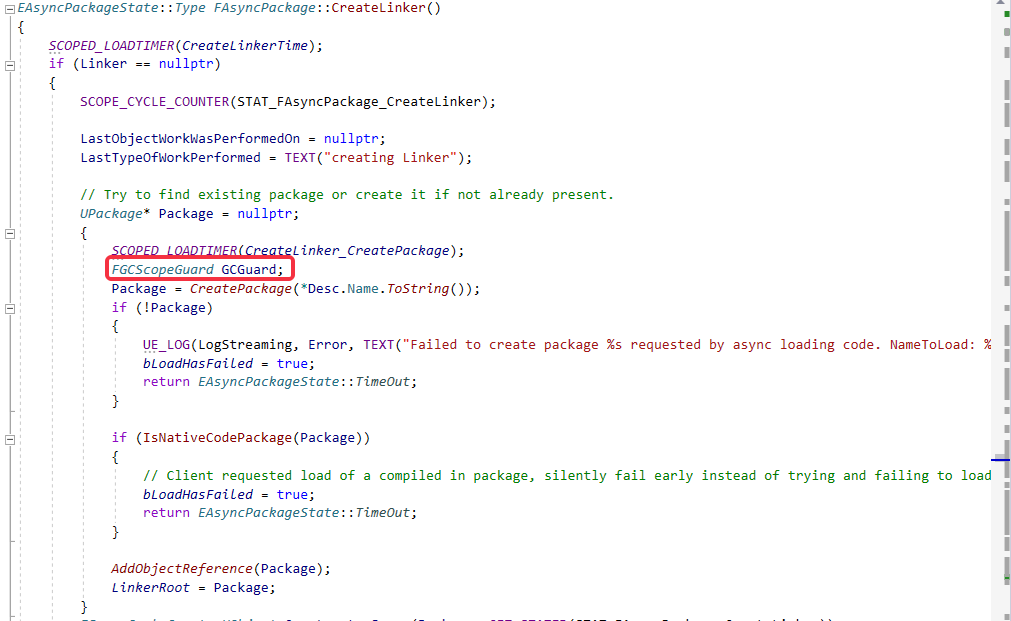 EAsyncPackageState::Type FAsyncPackage::CreateLinker()
{
SCOPED_LOADTIMER(CreateLinkerTime);
if (Linker == nullptr)
{
SCOPE_CYCLE_COUNTER(STAT_FAsyncPackage_CreateLinker);
LastObjectWorkWasPerformedOn = nullptr;
LastTypeOfWorkPerformed = TEXT("creating Linker");
// Try to find existing package or create it if not already present.
UPackage* Package = nullptr;
{
SCOPED_LOADTIMER(CreateLinker_CreatePackage);
FGCScopeGuard GCGuard;
Package = CreatePackage(*Desc.Name.ToString());
if (!Package)
{
UE_LOG(LogStreaming, Error, TEXT("Failed to create package %s requested by async loading code. NameToLoad: %
bLoadHasFailed = true;
return EAsyncPackageState::TimeOut;
}
if (IsNativeCodePackage(Package))
{
// Client requested load of a compiled in package, silently fail early instead of trying and failing to load
bLoadHasFailed = true;
return EAsyncPackageState::TimeOut;
}
AddObjectReference(Package);
LinkerRoot = Package;
}